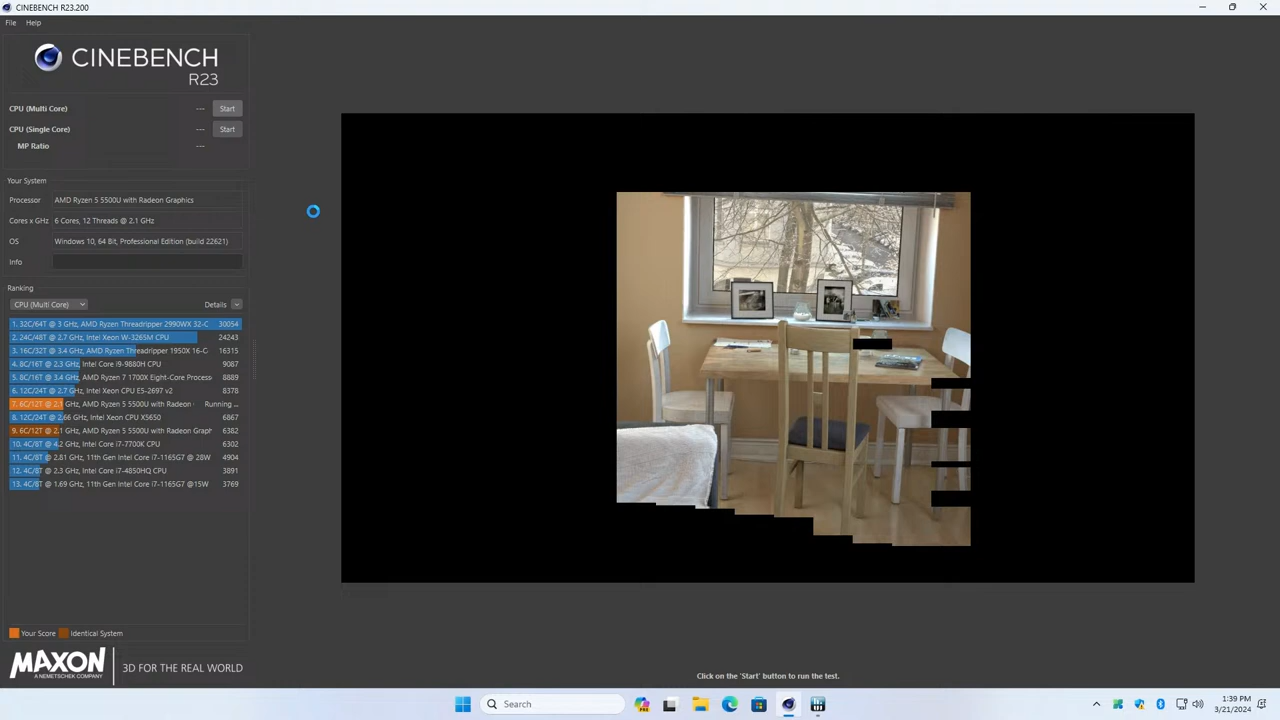 CINEBENCH R23.200
File Help
CINEBENCH
R23
CPU (Multi Core) --- Start
CPU (Single Core) --- Start
MP Ratio ---
Your System
Processor AMD Ryzen 5 5500U with Radeon Graphics
Cores x GHz 6 Cores, 12 Threads @ 2.1 GHz
OS Windows 10, 64 Bit, Professional Edition (build 22621)
Info
Ranking
CPU (Multi Core) Details
1. 32C/64T @ 3 GHz, AMD Ryzen Threadripper 2990WX 32-C 30054
2. 24C/48T @ 2.7 GHz, Intel Xeon W-3265M CPU 24243
3. 16C/32T @ 3.4 GHz, AMD Ryzen Threadripper 1950X 16-C 16315
4. 8C/16T @ 2.3 GHz, Intel Core i9-9880H CPU 9087
5. 8C/16T @ 3.4 GHz, AMD Ryzen 7 1700X Eight-Core Process 8889
6. 12C/24T @ 2.7 GHz, Intel Xeon CPU E5-2697 v2 8378
7. 6C/12T @ 2.1 GHz, AMD Ryzen 5 5500U with Radeon Running ...
8. 12C/24T @ 2.66 GHz, Intel Xeon CPU X5650 6867
9. 6C/12T @ 2.1 GHz, AMD Ryzen 5 5500U with Radeon Graph 6382
10. 4C/8T @ 4.2 GHz, Intel Core i7-7700K CPU 6302
11. 4C/8T @ 2.81 GHz, 11th Gen Intel Core i7-1165G7 @ 28W 4904
12. 4C/8T @ 2.3 GHz, Intel Core i7-4850HQ CPU 3891
13. 4C/8T @ 1.69 GHz, 11th Gen Intel Core i7-1165G7 @15W 3769
Your Score Identical System
MAXON
A NEMETSCHEK COMPANY
3D FOR THE REAL WORLD
Click on the 'Start' button to run the test.
Search
1:39 PM
3/21/2024